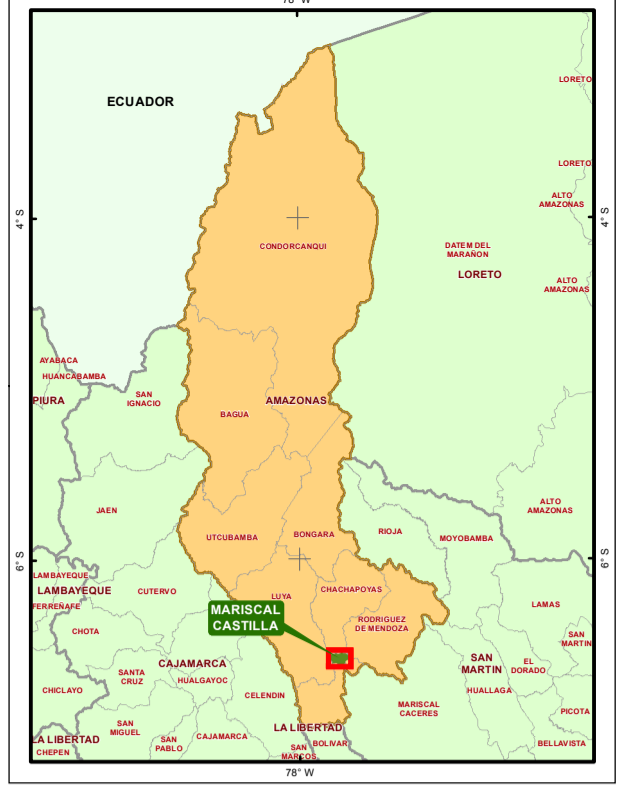 78° W
ECUADOR
LORETO
LORETO
ALTO
AMAZONAS
4° S
4° S
CONDORCANQUI
DATEM DEL
MARAÑON
LORETO
ALTO
AMAZONAS
AYABACA
HUANCABAMBA
PIURA
SAN
IGNACIO
AMAZONAS
BAGUA
JAEN
ALTO
AMAZONAS
UTCUBAMBA
BONGARA
RIOJA
MOYOBAMBA
6° S
6° S
LAMBAYEQUE
LAMBAYEQUE
FERREÑAFE
CUTERVO
LUYA
CHACHAPOYAS
LAMAS
MARISCAL
CASTILLA
RODRIGUEZ
DE MENDOZA
CHOTA
SAN
MARTIN
CAJAMARCA
SANTA
CRUZ
HUALGAYOC
SAN
MARTIN
EL
DORADO
CHICLAYO
CELENDIN
HUALLAGA
MARISCAL
CACERES
PICOTA
SAN
MIGUEL
LA LIBERTAD
LA LIBERTAD
CHEPEN
SAN
PABLO
CAJAMARCA
SAN
MARCOS
BOLIVAR
BELLAVISTA
78° W